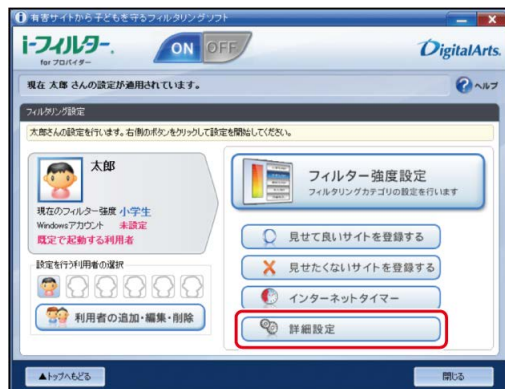 有害サイトから子どもを守るフィルタリングソフト
i-フィルター®
for プロバイダー
ON OFF
DigitalArts.
現在 太郎 さんの設定が適用されています。
ヘルプ
フィルタリング設定
太郎さんの設定を行います。右側のボタンをクリックして設定を開始してください。
太郎
現在のフィルター強度 小学生
Windowsアカウント 未設定
既定で起動する利用者
設定を行う利用者の選択
利用者の追加・編集・削除
フィルター強度設定
フィルタリングカテゴリの設定を行います
見せて良いサイトを登録する
見せたくないサイトを登録する
インターネットタイマー
詳細設定
▲トップへもどる
閉じる